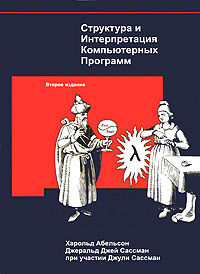 Структура и
Интерпретация
Компьютерных
Программ
Второе издание
λ
Харольд Абельсон
Джеральд Джей Сассман
при участии Джули Сассман